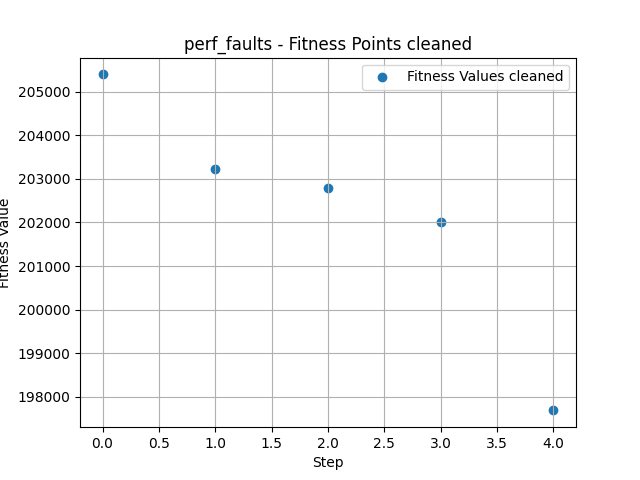 perf_faults - Fitness Points cleaned
Fitness Values cleaned
205000
204000
203000
202000
201000
200000
199000
198000
Fitness Value
0.0 0.5 1.0 1.5 2.0 2.5 3.0 3.5 4.0
Step